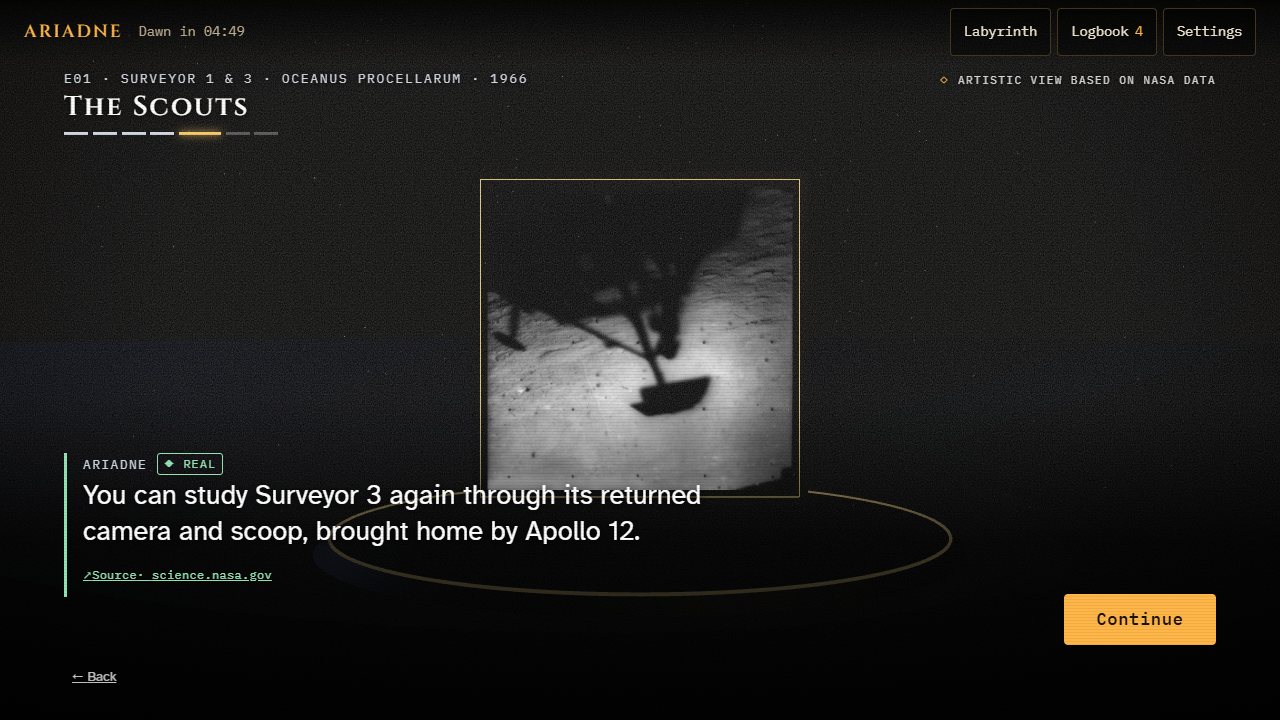 ARIADNE Dawn in 04:49 Labyrinth Logbook 4 Settings
E01 · SURVEYOR 1 & 3 · OCEANUS PROCELLARUM · 1966
◇ ARTISTIC VIEW BASED ON NASA DATA
The Scouts
ARIADNE ◆ REAL
You can study Surveyor 3 again through its returned
camera and scoop, brought home by Apollo 12.
↗Source· science.nasa.gov
Continue
← Back